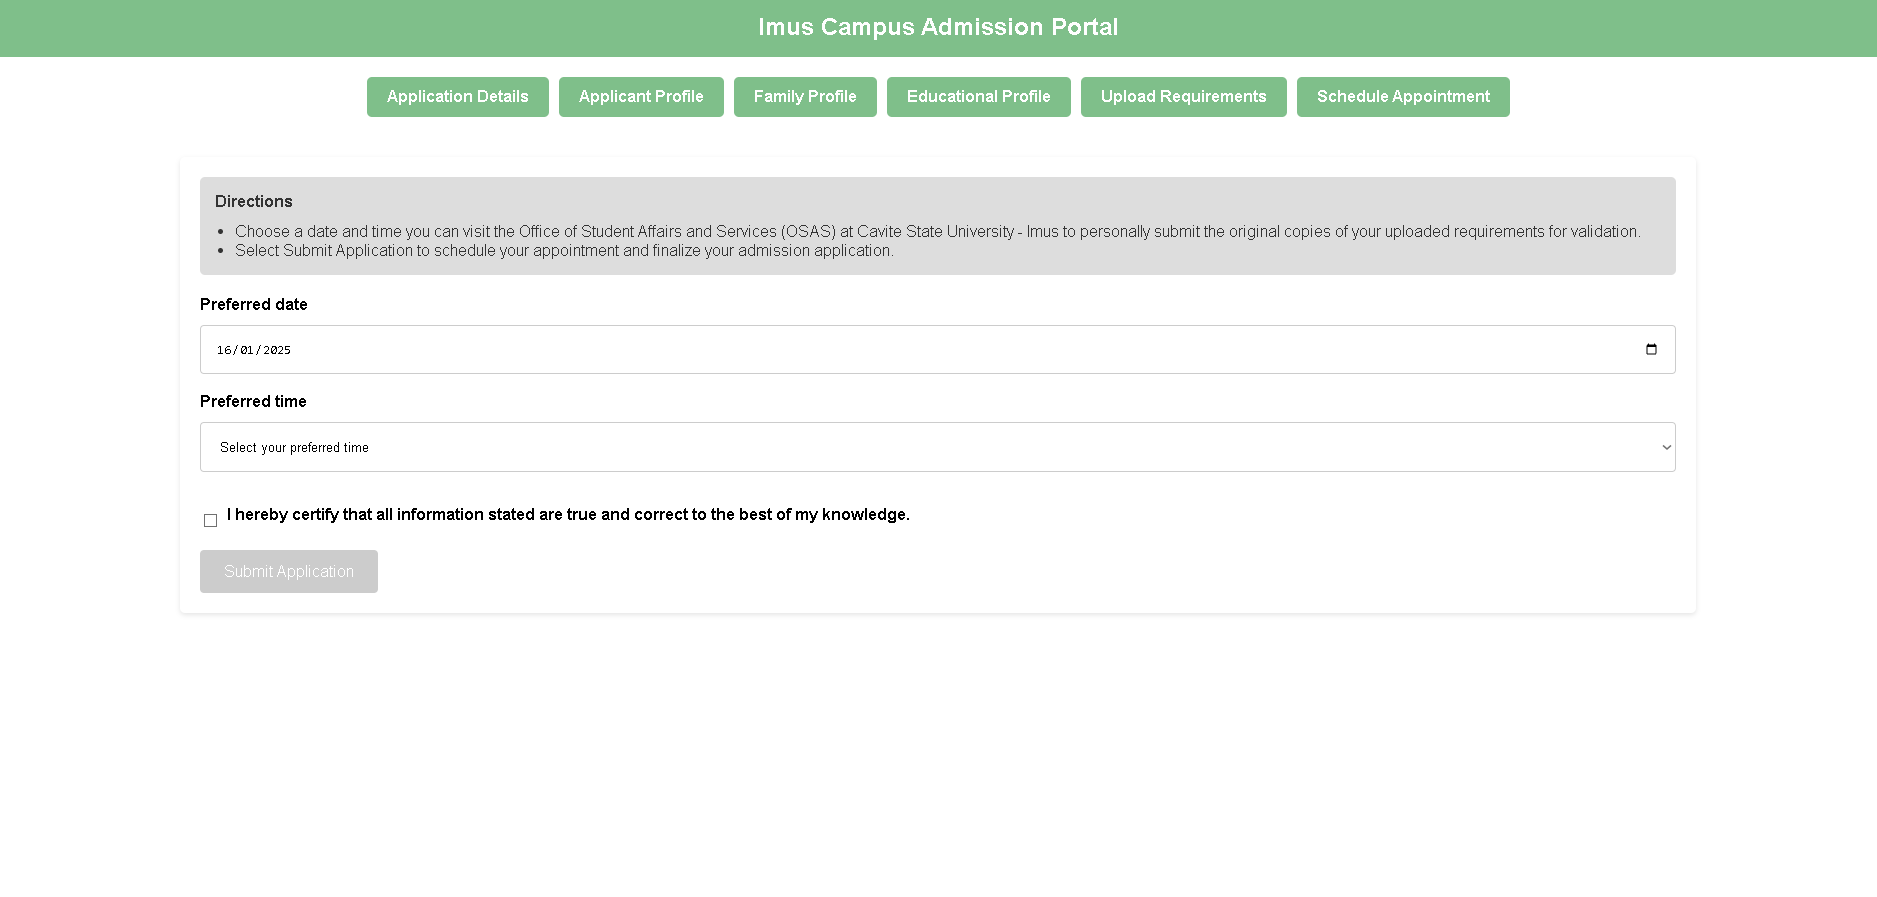 Imus Campus Admission Portal
Application Details
Applicant Profile
Family Profile
Educational Profile
Upload Requirements
Schedule Appointment
Directions
• Choose a date and time you can visit the Office of Student Affairs and Services (OSAS) at Cavite State University - Imus to personally submit the original copies of your uploaded requirements for validation.
• Select Submit Application to schedule your appointment and finalize your admission application.
Preferred date
16/01/2025
Preferred time
Select your preferred time
I hereby certify that all information stated are true and correct to the best of my knowledge.
Submit Application